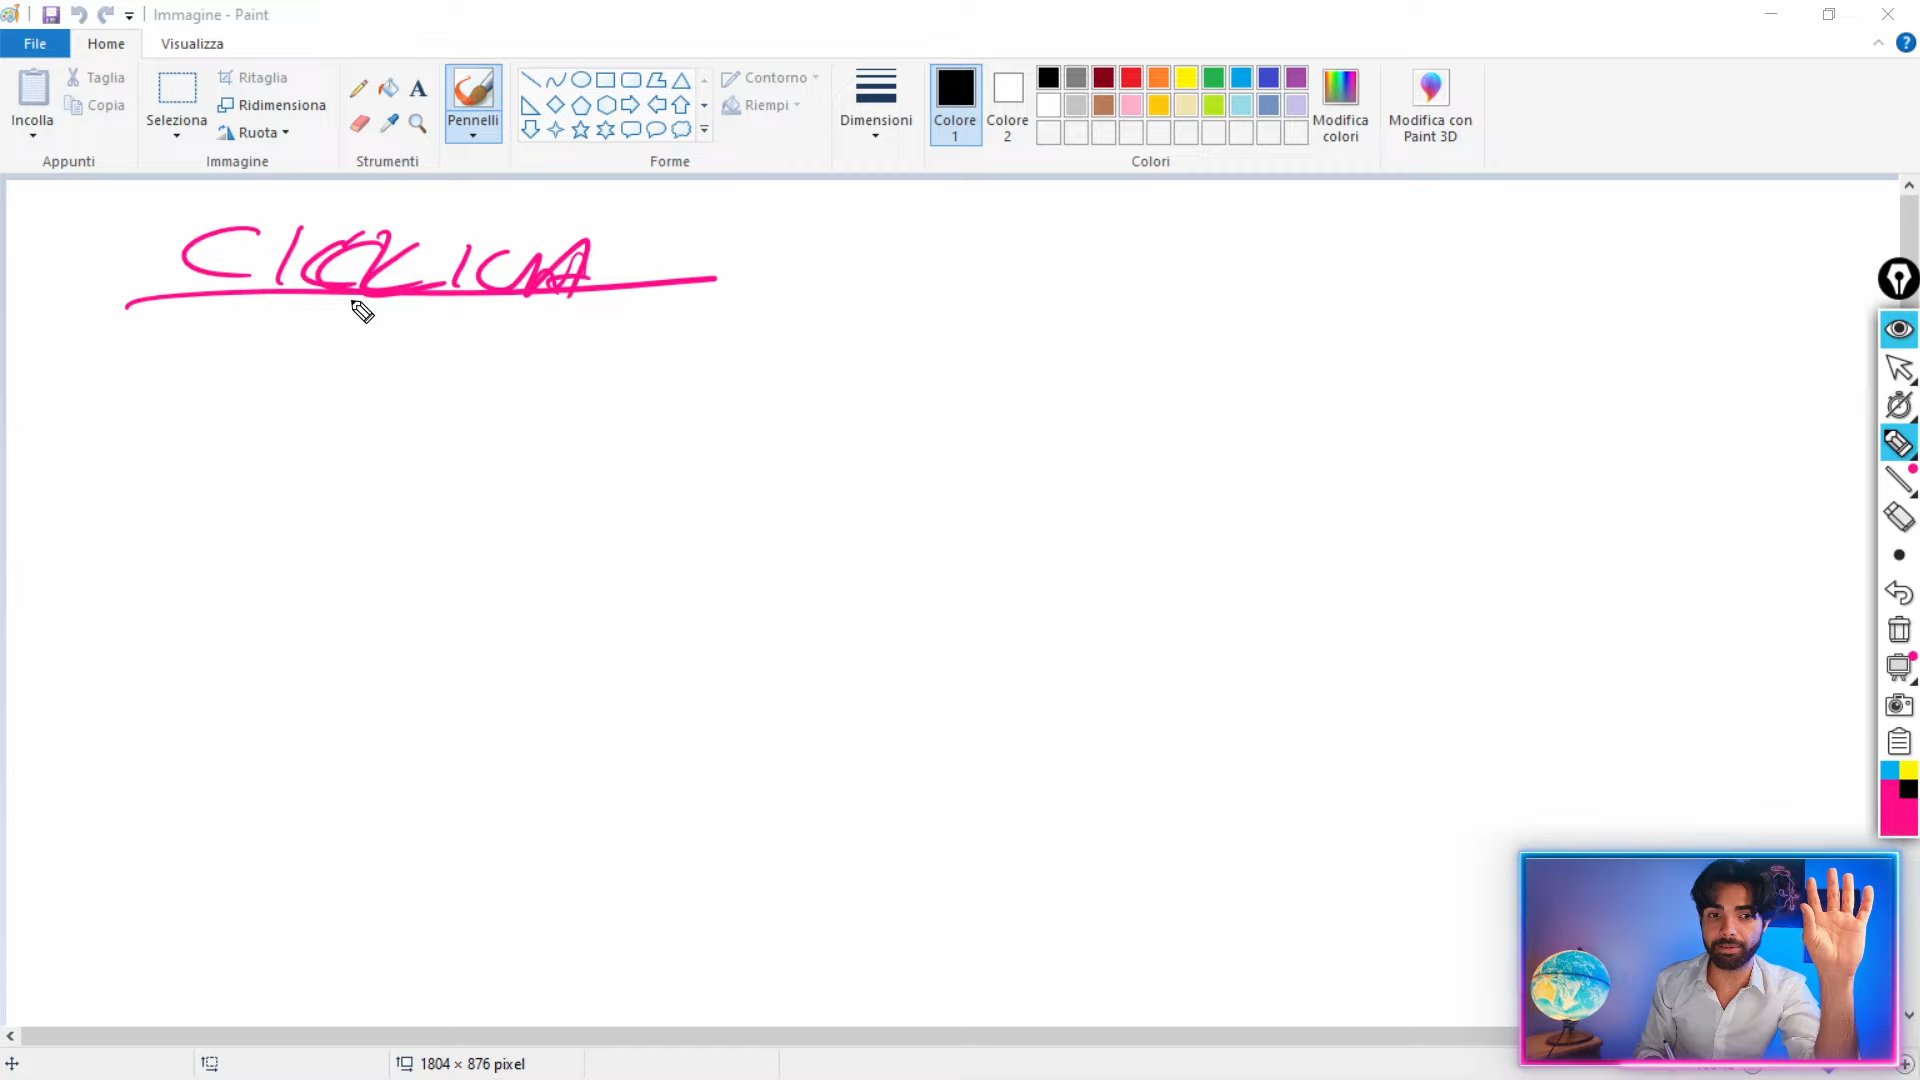 Immagine - Paint
File Home Visualizza
Incolla
Taglia
Copia
Appunti
Seleziona
Ritaglia
Ridimensiona
Ruota
Immagine
A
Strumenti
Pennelli
Forme
Contorno
Riempi
Dimensioni
Colore 1
Colore 2
Modifica colori
Modifica con Paint 3D
Colori
1804 × 876 pixel